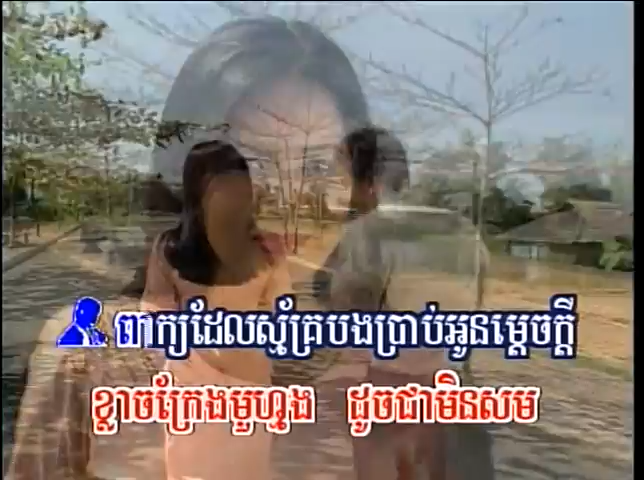 ពាក្យដែលស្ម័គ្របងប្រាប់អូនម្ដេចក្ដី
ខ្លាចក្រែងមួហ្មង ដូចជាមិនសម